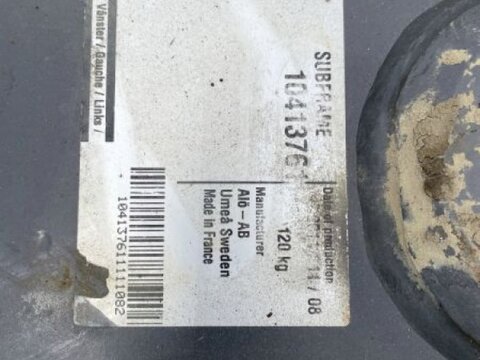 Vänster / Gauche / Links /
SUBFRAME
1041376
Date of production
11 / 08
120 kg
Manufacturer
Alö-AB
Umeå Sweden
Made in France
104137611111082